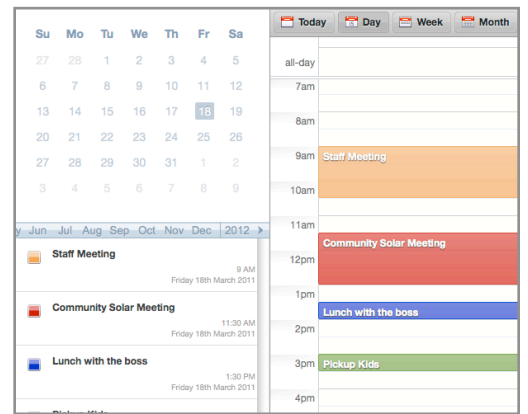 Su Mo Tu We Th Fr Sa
27 28 1 2 3 4 5
6 7 8 9 10 11 12
13 14 15 16 17 18 19
20 21 22 23 24 25 26
27 28 29 30 31 1 2
3 4 5 6 7 8 9
y Jun Jul Aug Sep Oct Nov Dec 2012
Staff Meeting
9 AM
Friday 18th March 2011
Community Solar Meeting
11:30 AM
Friday 18th March 2011
Lunch with the boss
1:30 PM
Friday 18th March 2011
Today Day Week Month
all-day
7am
8am
9am Staff Meeting
10am
11am
Community Solar Meeting
12pm
1pm
Lunch with the boss
2pm
3pm Pickup Kids
4pm